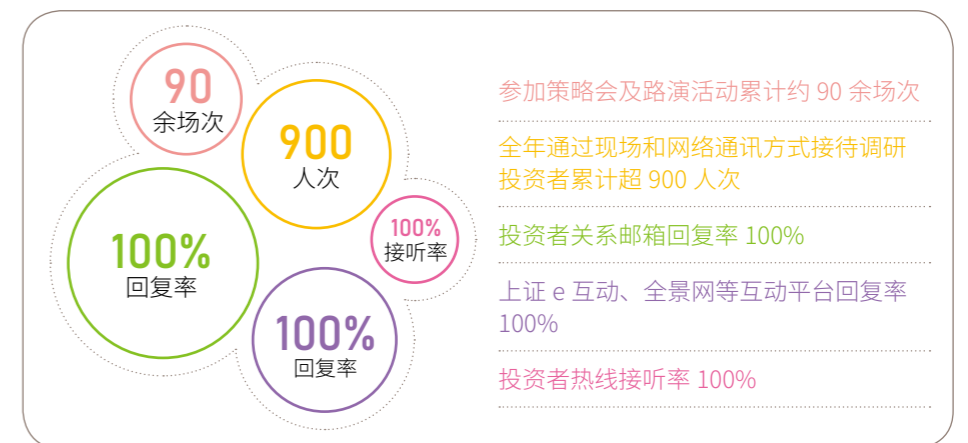 90
余场次
900
人次
100%
接听率
100%
回复率
100%
回复率
参加策略会及路演活动累计约 90 余场次
全年通过现场和网络通讯方式接待调研
投资者累计超 900 人次
投资者关系邮箱回复率 100%
上证 e 互动、全景网等互动平台回复率
100%
投资者热线接听率 100%